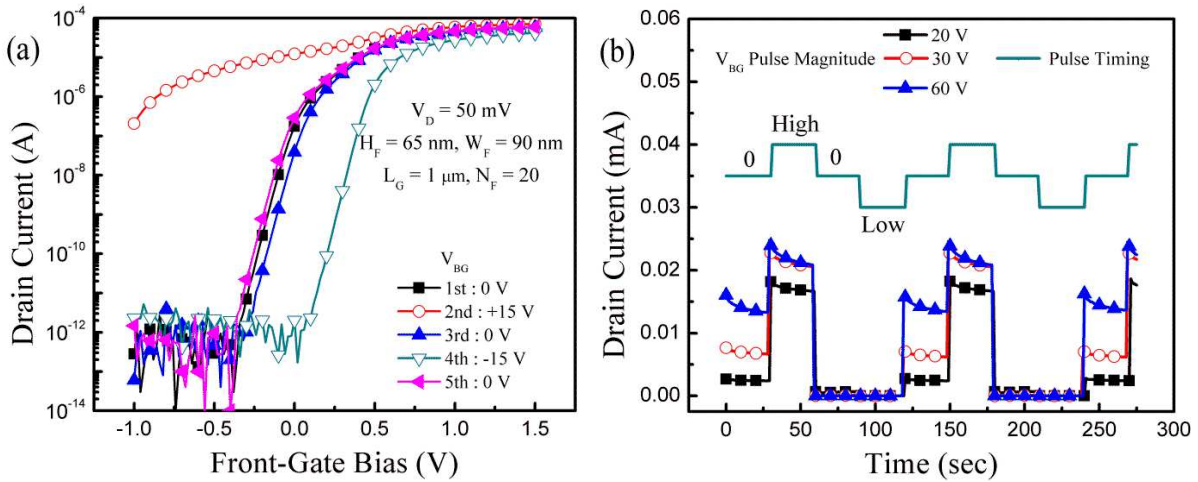 (a)
Drain Current (A)
10⁻⁴
10⁻⁶
10⁻⁸
10⁻¹⁰
10⁻¹²
10⁻¹⁴
V_D = 50 mV
H_F = 65 nm, W_F = 90 nm
L_G = 1 μm, N_F = 20
V_BG
1st : 0 V
2nd : +15 V
3rd : 0 V
4th : -15 V
5th : 0 V
-1.0 -0.5 0.0 0.5 1.0 1.5
Front-Gate Bias (V)
(b)
Drain Current (mA)
0.06
0.05
0.04
0.03
0.02
0.01
0.00
V_BG Pulse Magnitude
20 V
30 V
60 V
Pulse Timing
0
High
0
Low
0 50 100 150 200 250 300
Time (sec)